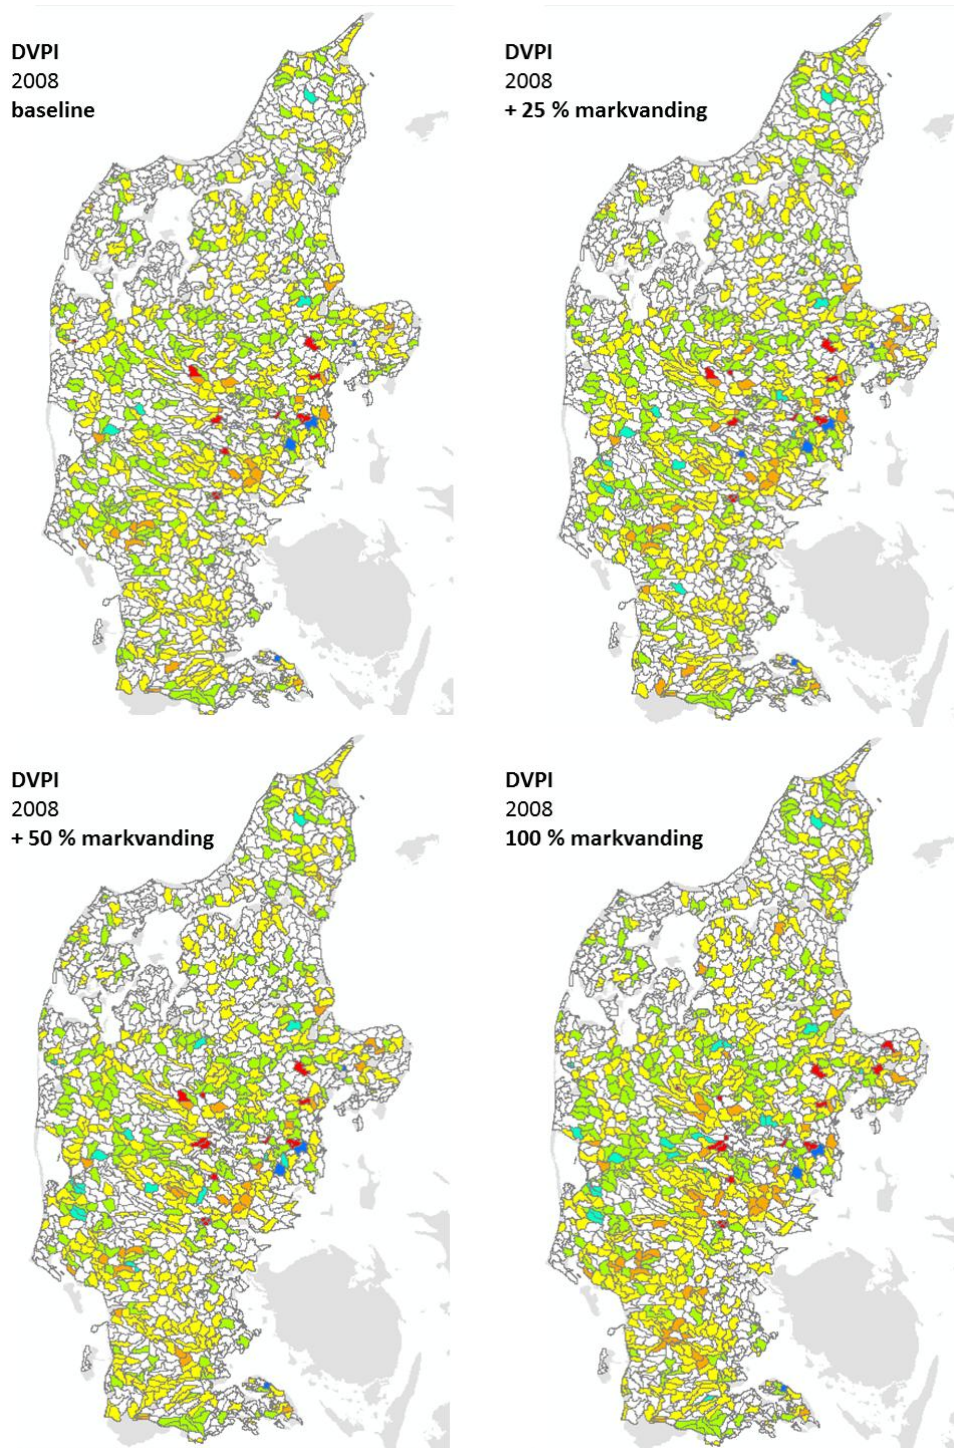 DVPI
2008
baseline
DVPI
2008
+ 25 % markvanding
DVPI
2008
+ 50 % markvanding
DVPI
2008
100 % markvanding